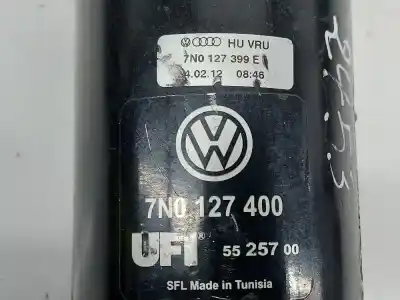 HU VRU
7N0 127 399 E
4.02.12 08:46
7N0 127 400
UFI® 55 257 00
SFL Made in Tunisia